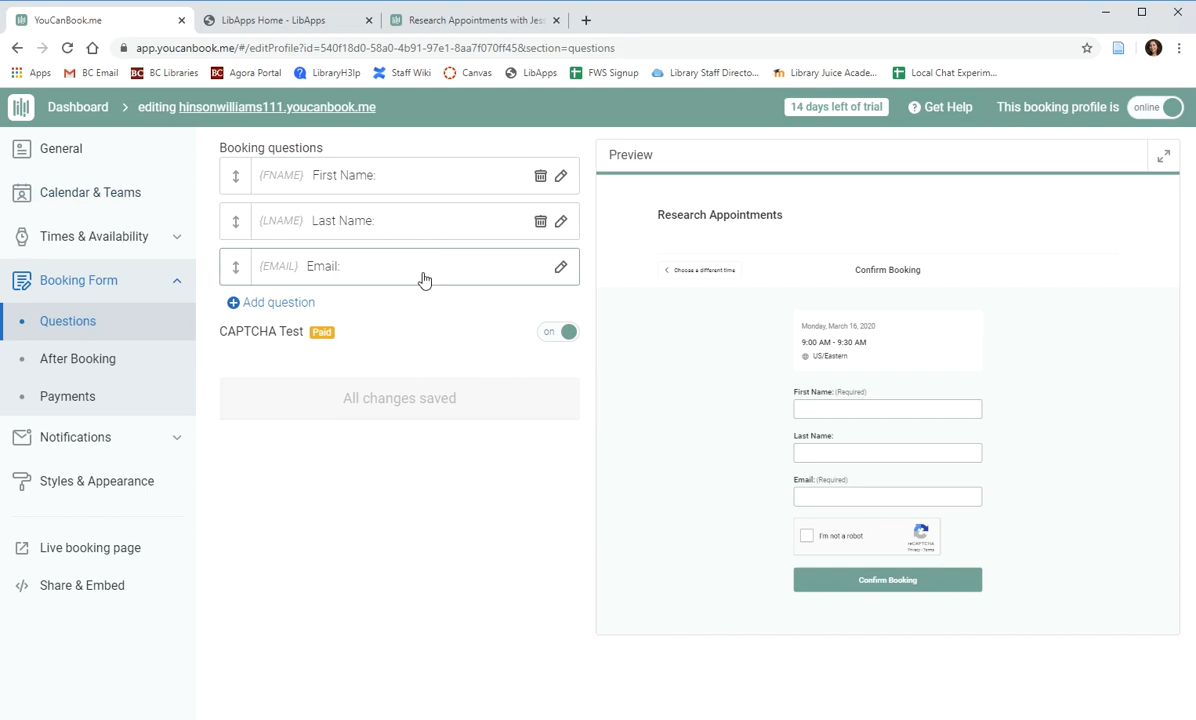 YouCanBook.me
LibApps Home - LibApps
Research Appointments with Jess
app.youcanbook.me/#/editProfile?id=540f18d0-58a0-4b91-97e1-8aa7f070ff45&section=questions
Apps
BC Email
BC Libraries
Agora Portal
LibraryH3lp
Staff Wiki
Canvas
LibApps
FWS Signup
Library Staff Directo...
Library Juice Acade...
Local Chat Experim...
Dashboard > editing hinsonwilliams111.youcanbook.me
14 days left of trial
Get Help
This booking profile is
online
General
Calendar & Teams
Times & Availability
Booking Form
Questions
After Booking
Payments
Notifications
Styles & Appearance
Live booking page
Share & Embed
Booking questions
{FNAME} First Name:
{LNAME} Last Name:
{EMAIL} Email:
Add question
CAPTCHA Test Paid
on
All changes saved
Preview
Research Appointments
Choose a different time
Confirm Booking
Monday, March 16, 2020
9:00 AM - 9:30 AM
US/Eastern
First Name: (Required)
Last Name:
Email: (Required)
I'm not a robot
reCAPTCHA
Privacy - Terms
Confirm Booking